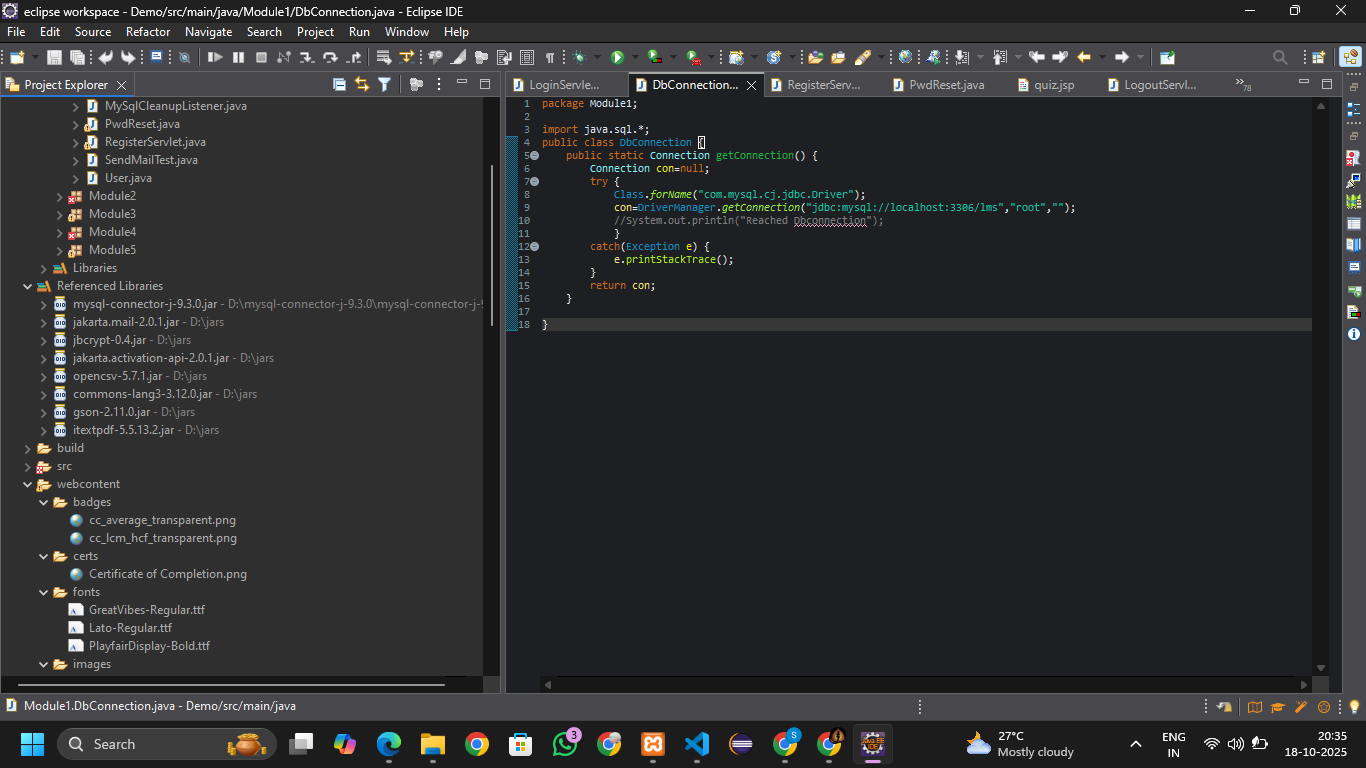 eclipse workspace - Demo/src/main/java/Module1/DbConnection.java - Eclipse IDE
File Edit Source Refactor Navigate Search Project Run Window Help
Project Explorer
MySqlCleanupListener.java
PwdReset.java
RegisterServlet.java
SendMailTest.java
User.java
Module2
Module3
Module4
Module5
Libraries
Referenced Libraries
mysql-connector-j-9.3.0.jar - D:\mysql-connector-j-9.3.0\mysql-connector-j-9
jakarta.mail-2.0.1.jar - D:\jars
jbcrypt-0.4.jar - D:\jars
jakarta.activation-api-2.0.1.jar - D:\jars
opencsv-5.7.1.jar - D:\jars
commons-lang3-3.12.0.jar - D:\jars
gson-2.11.0.jar - D:\jars
itextpdf-5.5.13.2.jar - D:\jars
build
src
webcontent
badges
cc_average_transparent.png
cc_lcm_hcf_transparent.png
certs
Certificate of Completion.png
fonts
GreatVibes-Regular.ttf
Lato-Regular.ttf
PlayfairDisplay-Bold.ttf
images
LoginServle... DbConnection... RegisterServ... PwdReset.java quiz.jsp LogoutServl... »78
1 package Module1;
2
3 import java.sql.*;
4 public class DbConnection {
5 public static Connection getConnection() {
6 Connection con=null;
7 try {
8 Class.forName("com.mysql.cj.jdbc.Driver");
9 con=DriverManager.getConnection("jdbc:mysql://localhost:3306/lms","root","");
10 //System.out.println("Reached Dbconnection");
11 }
12 catch(Exception e) {
13 e.printStackTrace();
14 }
15 return con;
16 }
17
18 }
Module1.DbConnection.java - Demo/src/main/java
Search
3
S
JAVA EE
IDE
27°C
Mostly cloudy
ENG
IN
20:35
18-10-2025